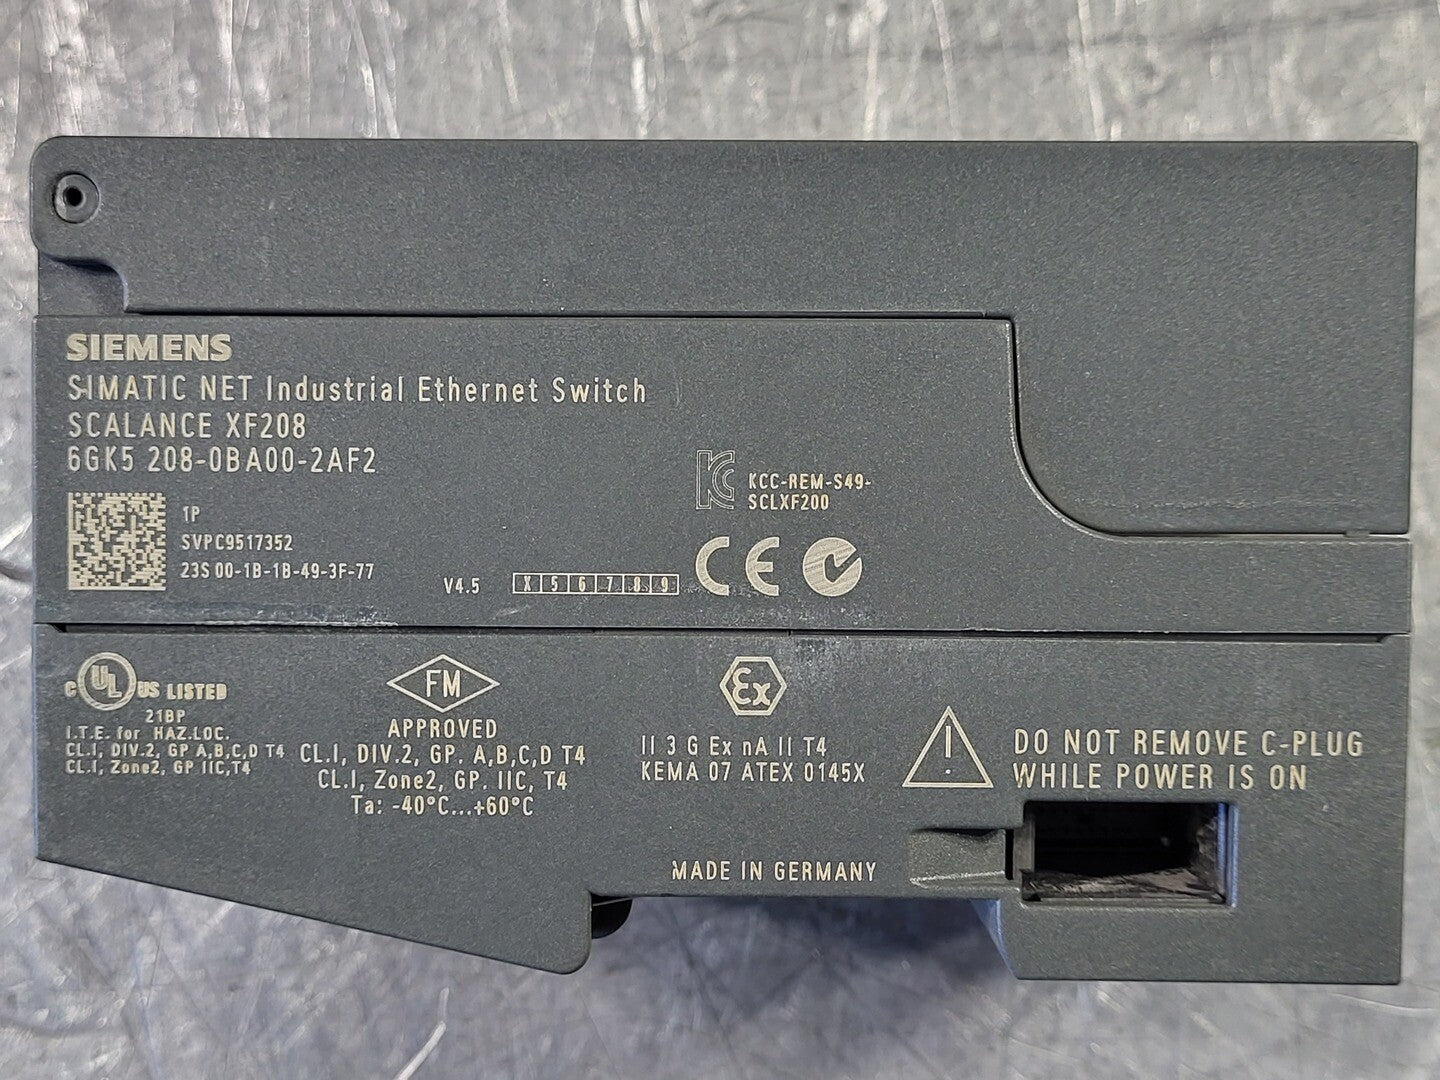 SIEMENS
SIMATIC NET Industrial Ethernet Switch
SCALANCE XF208
6GK5 208-0BA00-2AF2
KCC-REM-S49-
SCLXF200
1P
SVPC9517352
23S 00-1B-1B-49-3F-77
V4.5
X 5 6 7 8 9
CE
C UL US LISTED
21BP
I.T.E. for HAZ.LOC.
CL.I, DIV.2, GP A,B,C,D T4
CL.I, Zone2, GP IIC,T4
FM
APPROVED
CL.I, DIV.2, GP. A,B,C,D T4
CL.I, Zone2, GP. IIC, T4
Ta: -40°C...+60°C
Ex
II 3 G Ex nA II T4
KEMA 07 ATEX 0145X
DO NOT REMOVE C-PLUG
WHILE POWER IS ON
MADE IN GERMANY